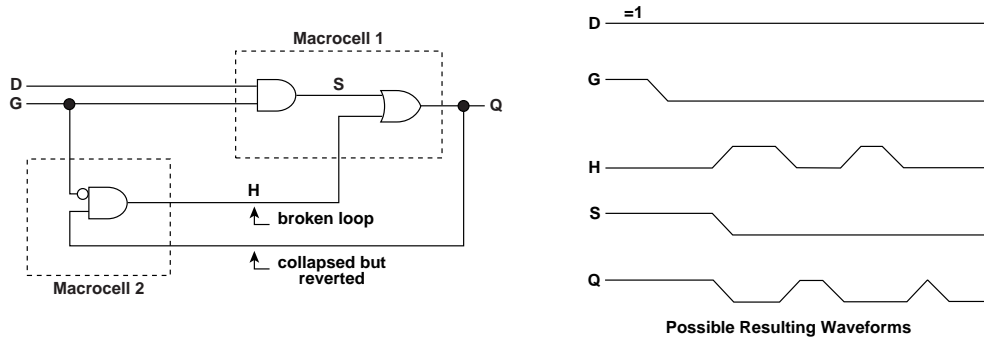 Macrocell 1
D
G
S
Q
H
broken loop
collapsed but
reverted
Macrocell 2
D
=1
G
H
S
Q
Possible Resulting Waveforms